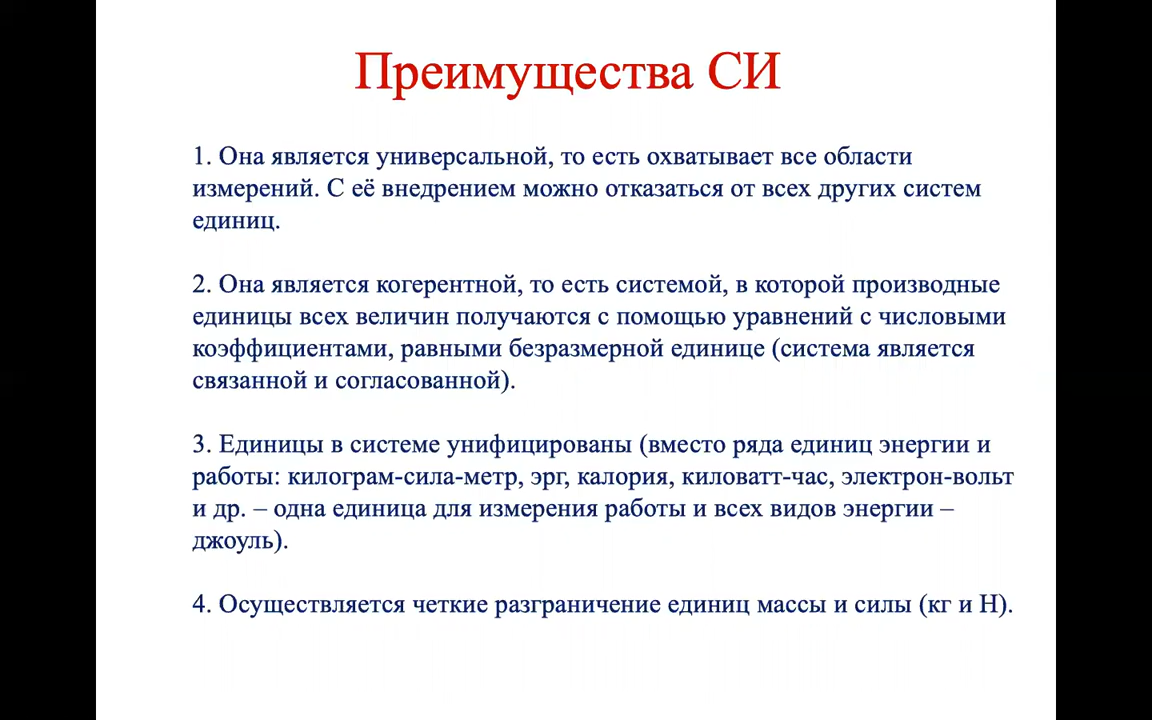 Преимущества СИ
1. Она является универсальной, то есть охватывает все области
измерений. С её внедрением можно отказаться от всех других систем
единиц.
2. Она является когерентной, то есть системой, в которой производные
единицы всех величин получаются с помощью уравнений с числовыми
коэффициентами, равными безразмерной единице (система является
связанной и согласованной).
3. Единицы в системе унифицированы (вместо ряда единиц энергии и
работы: килограм-сила-метр, эрг, калория, киловатт-час, электрон-вольт
и др. – одна единица для измерения работы и всех видов энергии –
джоуль).
4. Осуществляется четкие разграничение единиц массы и силы (кг и Н).